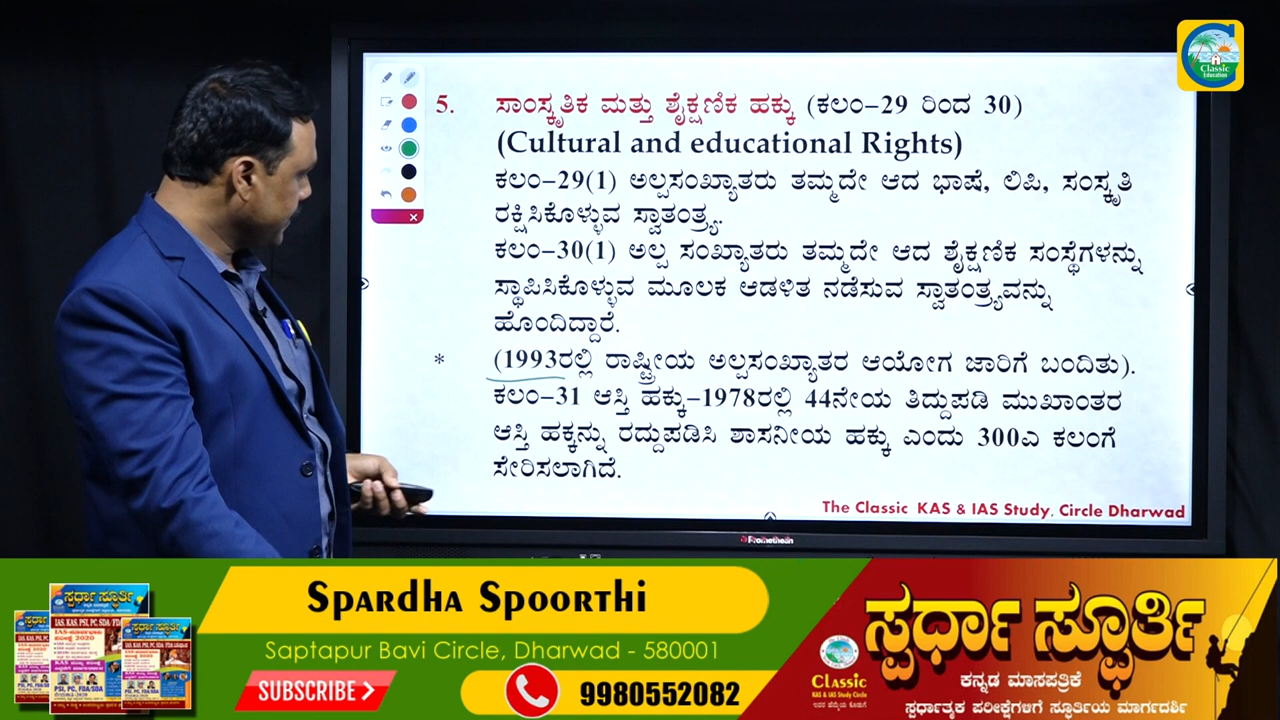 5. ಸಾಂಸ್ಕೃತಿಕ ಮತ್ತು ಶೈಕ್ಷಣಿಕ ಹಕ್ಕು (ಕಲಂ-29 ರಿಂದ 30)
(Cultural and educational Rights)
ಕಲಂ-29(1) ಅಲ್ಪಸಂಖ್ಯಾತರು ತಮ್ಮದೇ ಆದ ಭಾಷೆ, ಲಿಪಿ, ಸಂಸ್ಕೃತಿ
ರಕ್ಷಿಸಿಕೊಳ್ಳುವ ಸ್ವಾತಂತ್ರ್ಯ.
ಕಲಂ-30(1) ಅಲ್ಪ ಸಂಖ್ಯಾತರು ತಮ್ಮದೇ ಆದ ಶೈಕ್ಷಣಿಕ ಸಂಸ್ಥೆಗಳನ್ನು
ಸ್ಥಾಪಿಸಿಕೊಳ್ಳುವ ಮೂಲಕ ಆಡಳಿತ ನಡೆಸುವ ಸ್ವಾತಂತ್ರ್ಯವನ್ನು
ಹೊಂದಿದ್ದಾರೆ.
* (1993ರಲ್ಲಿ ರಾಷ್ಟ್ರೀಯ ಅಲ್ಪಸಂಖ್ಯಾತರ ಆಯೋಗ ಜಾರಿಗೆ ಬಂದಿತು).
ಕಲಂ-31 ಆಸ್ತಿ ಹಕ್ಕು-1978ರಲ್ಲಿ 44ನೇಯ ತಿದ್ದುಪಡಿ ಮುಖಾಂತರ
ಆಸ್ತಿ ಹಕ್ಕನ್ನು ರದ್ದುಪಡಿಸಿ ಶಾಸನೀಯ ಹಕ್ಕು ಎಂದು 300ಎ ಕಲಂಗೆ
ಸೇರಿಸಲಾಗಿದೆ.
The Classic KAS & IAS Study, Circle Dharwad
Promethean
Classic
Education
Spardha Spoorthi
Saptapur Bavi Circle, Dharwad - 580001
SUBSCRIBE
9980552082
ಸ್ಪರ್ಧಾ ಸ್ಫೂರ್ತಿ
ಕನ್ನಡ ಮಾಸಪತ್ರಿಕೆ
ಸ್ಪರ್ಧಾತ್ಮಕ ಪರೀಕ್ಷೆಗಳಿಗೆ ಸ್ಫೂರ್ತಿಯ ಮಾರ್ಗದರ್ಶಿ
Classic
KAS & IAS Study Circle
ಸ್ಪರ್ಧಾ ಸ್ಫೂರ್ತಿ